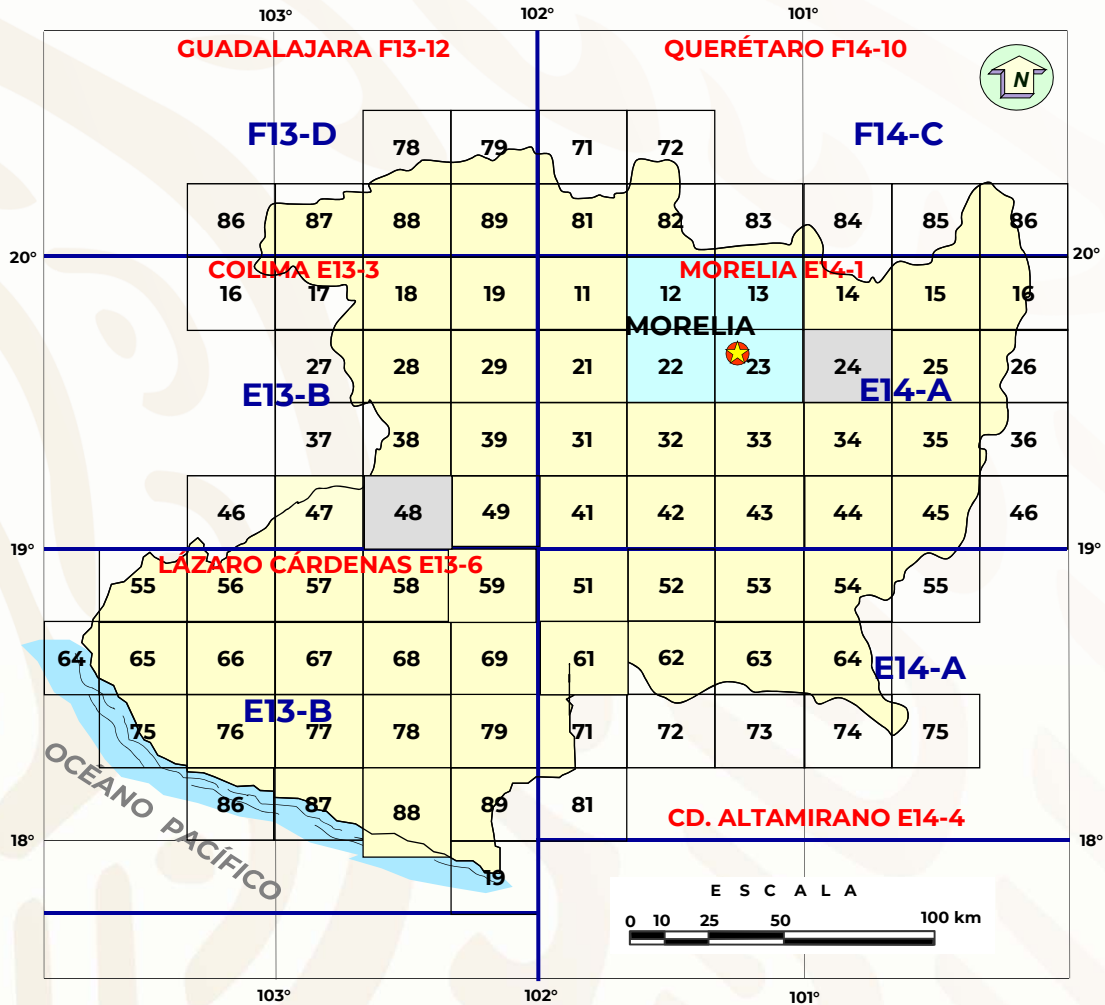 103° 102° 101°
GUADALAJARA F13-12 QUERÉTARO F14-10
N
F13-D F14-C
78 79 71 72
86 87 88 89 81 82 83 84 85 86
20° 20°
COLIMA E13-3 MORELIA E14-1
16 17 18 19 11 12 13 14 15 16
MORELIA
27 28 29 21 22 23 24 25 26
E13-B E14-A
37 38 39 31 32 33 34 35 36
46 47 48 49 41 42 43 44 45 46
19° 19°
LÁZARO CÁRDENAS E13-6
55 56 57 58 59 51 52 53 54 55
64 65 66 67 68 69 61 62 63 64
E14-A
E13-B
75 76 77 78 79 71 72 73 74 75
OCÉANO PACÍFICO
86 87 88 89 81
CD. ALTAMIRANO E14-4
18° 18°
19
E S C A L A
0 10 25 50 100 km
103° 102° 101°